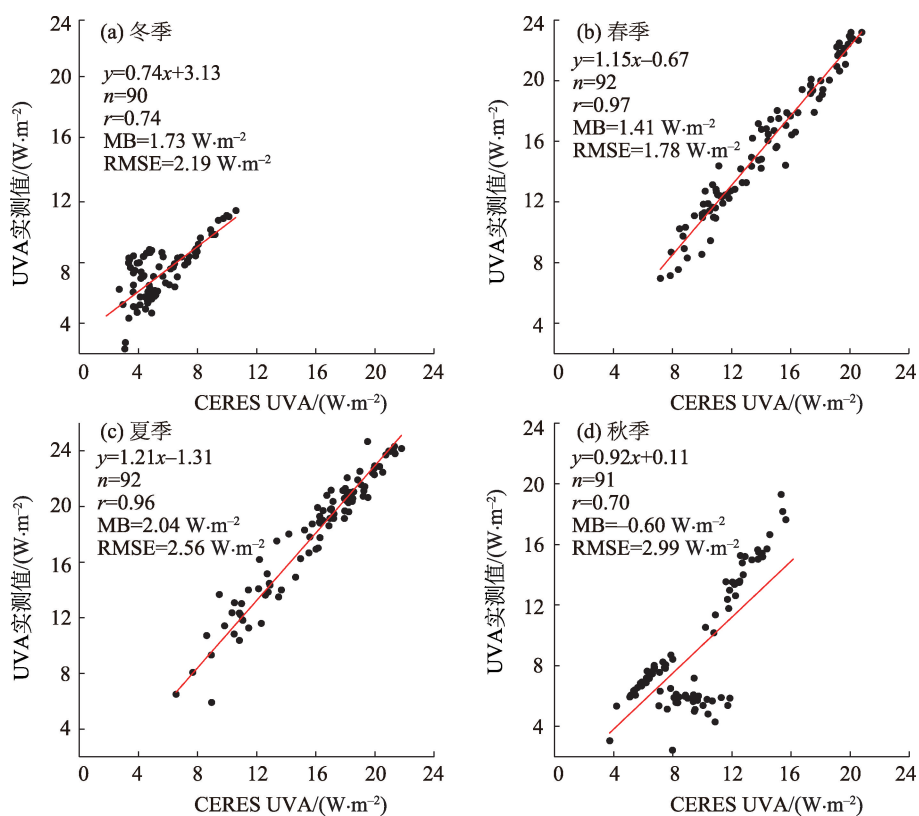 (a) 冬季
y=0.74x+3.13
n=90
r=0.74
MB=1.73 W·m⁻²
RMSE=2.19 W·m⁻²
24
20
16
12
8
4
UVA实测值/(W·m⁻²)
4 8 12 16 20 24
CERES UVA/(W·m⁻²)
(b) 春季
y=1.15x–0.67
n=92
r=0.97
MB=1.41 W·m⁻²
RMSE=1.78 W·m⁻²
24
20
16
12
8
4
UVA实测值/(W·m⁻²)
4 8 12 16 20 24
CERES UVA/(W·m⁻²)
(c) 夏季
y=1.21x–1.31
n=92
r=0.96
MB=2.04 W·m⁻²
RMSE=2.56 W·m⁻²
24
20
16
12
8
4
UVA实测值/(W·m⁻²)
4 8 12 16 20 24
CERES UVA/(W·m⁻²)
(d) 秋季
y=0.92x+0.11
n=91
r=0.70
MB=–0.60 W·m⁻²
RMSE=2.99 W·m⁻²
24
20
16
12
8
4
UVA实测值/(W·m⁻²)
4 8 12 16 20 24
CERES UVA/(W·m⁻²)